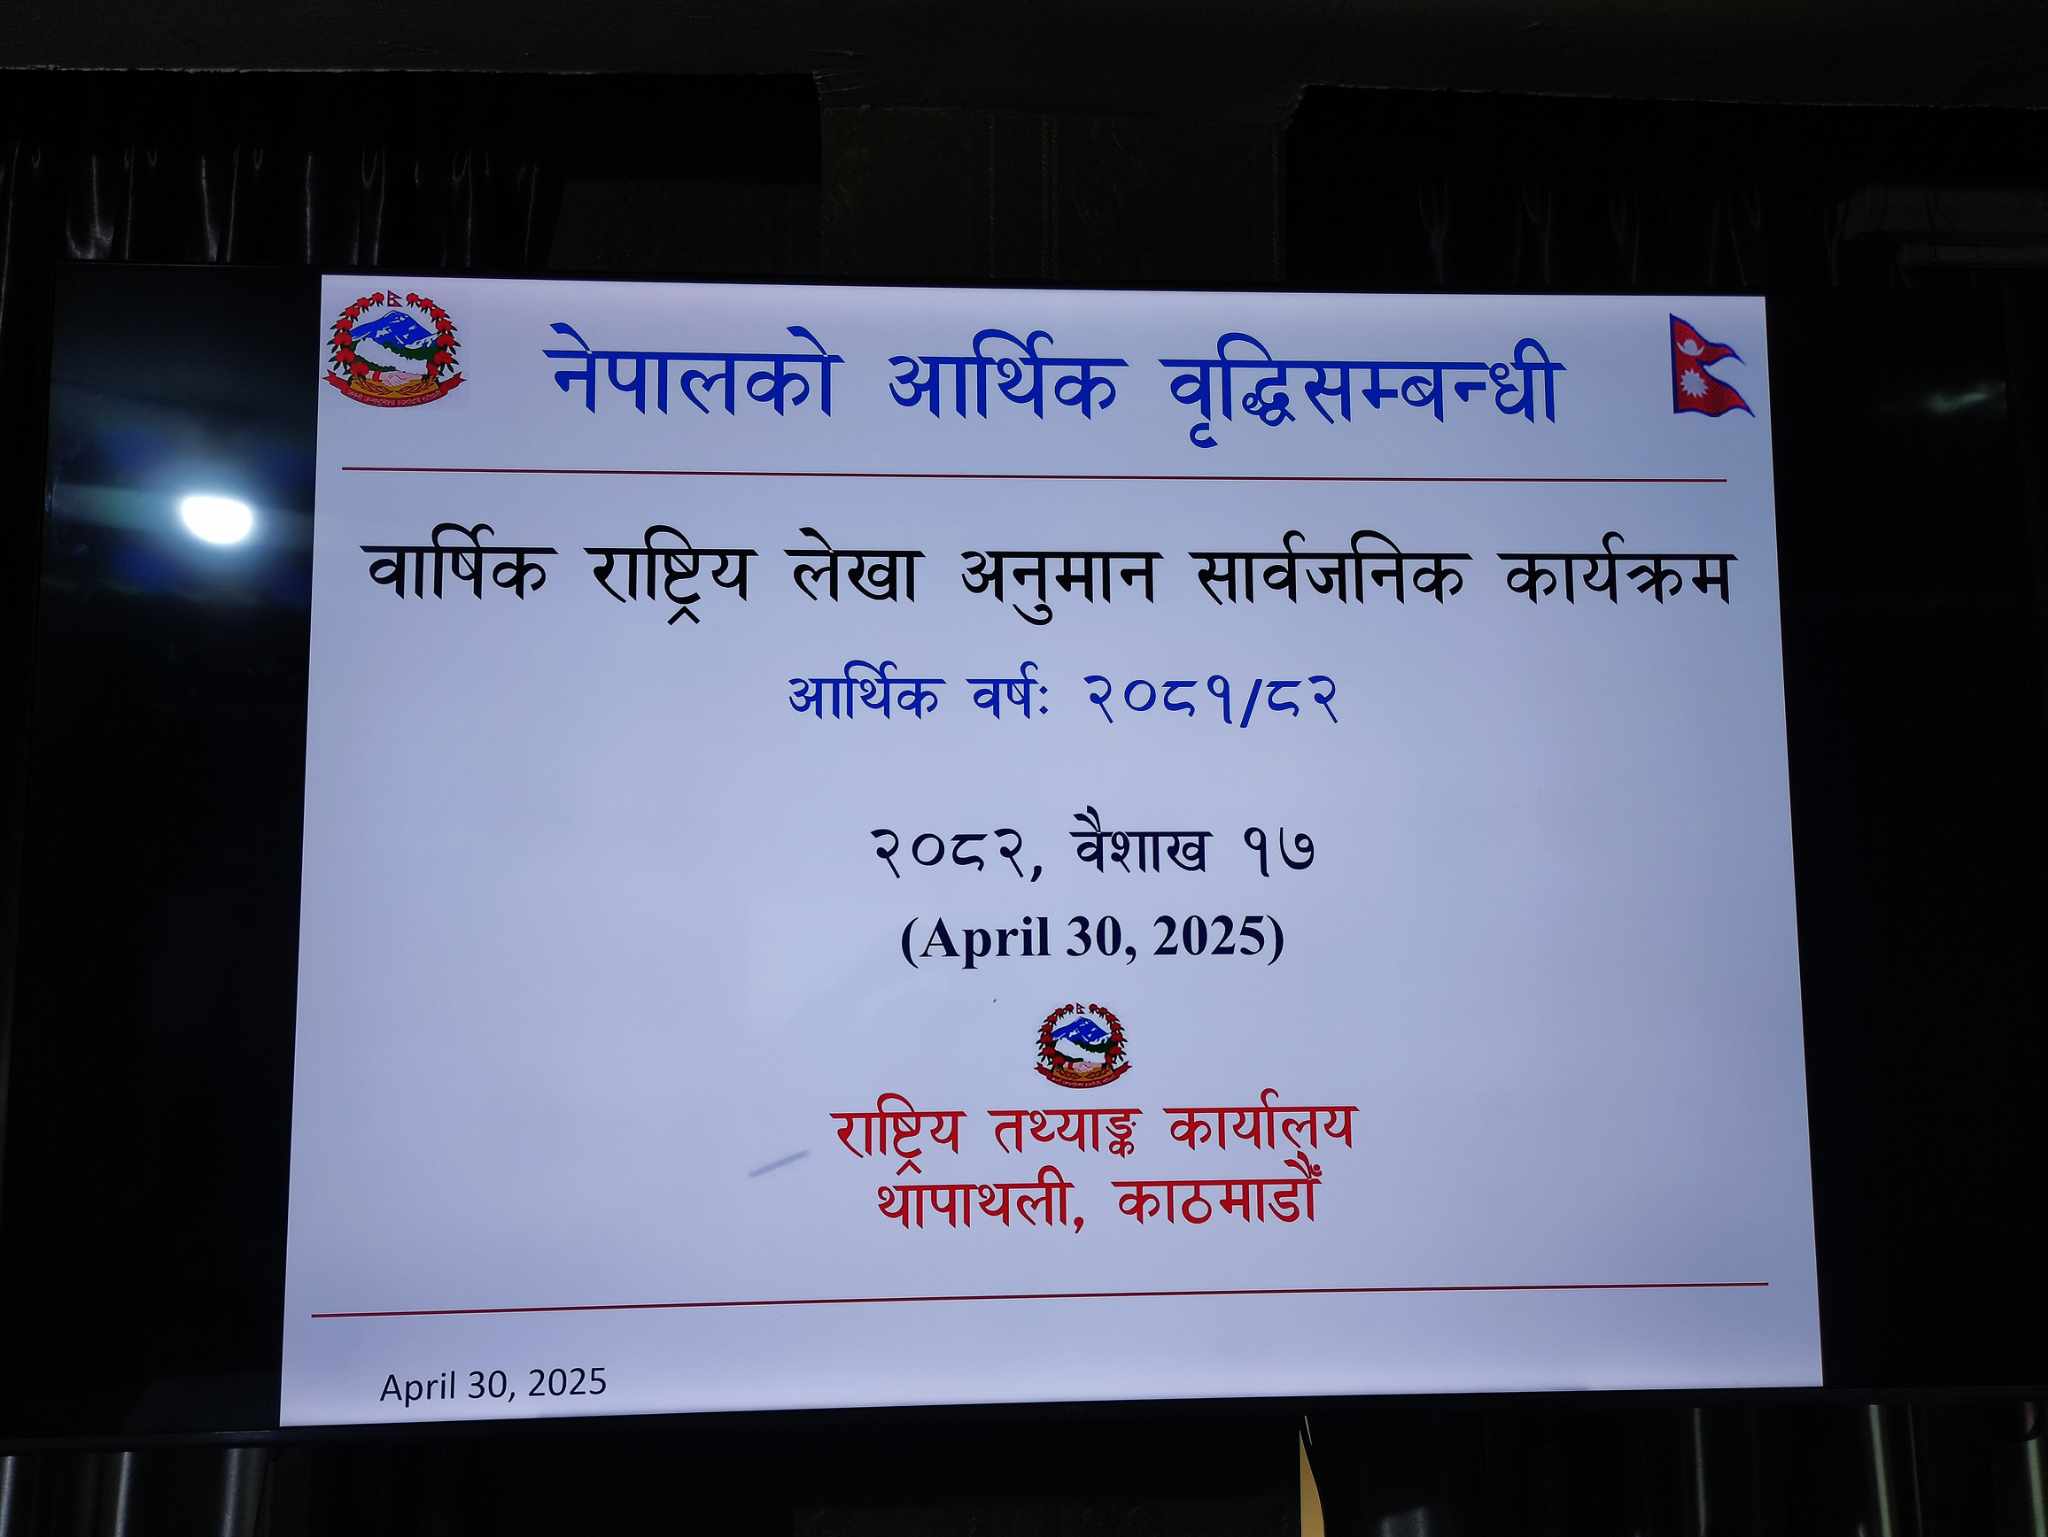 नेपालको आर्थिक वृद्धिसम्बन्धी
वार्षिक राष्ट्रिय लेखा अनुमान सार्वजनिक कार्यक्रम
आर्थिक वर्षः २०८१/८२
२०८२, वैशाख १७
(April 30, 2025)
राष्ट्रिय तथ्याङ्क कार्यालय
थापाथली, काठमाडौँ
April 30, 2025